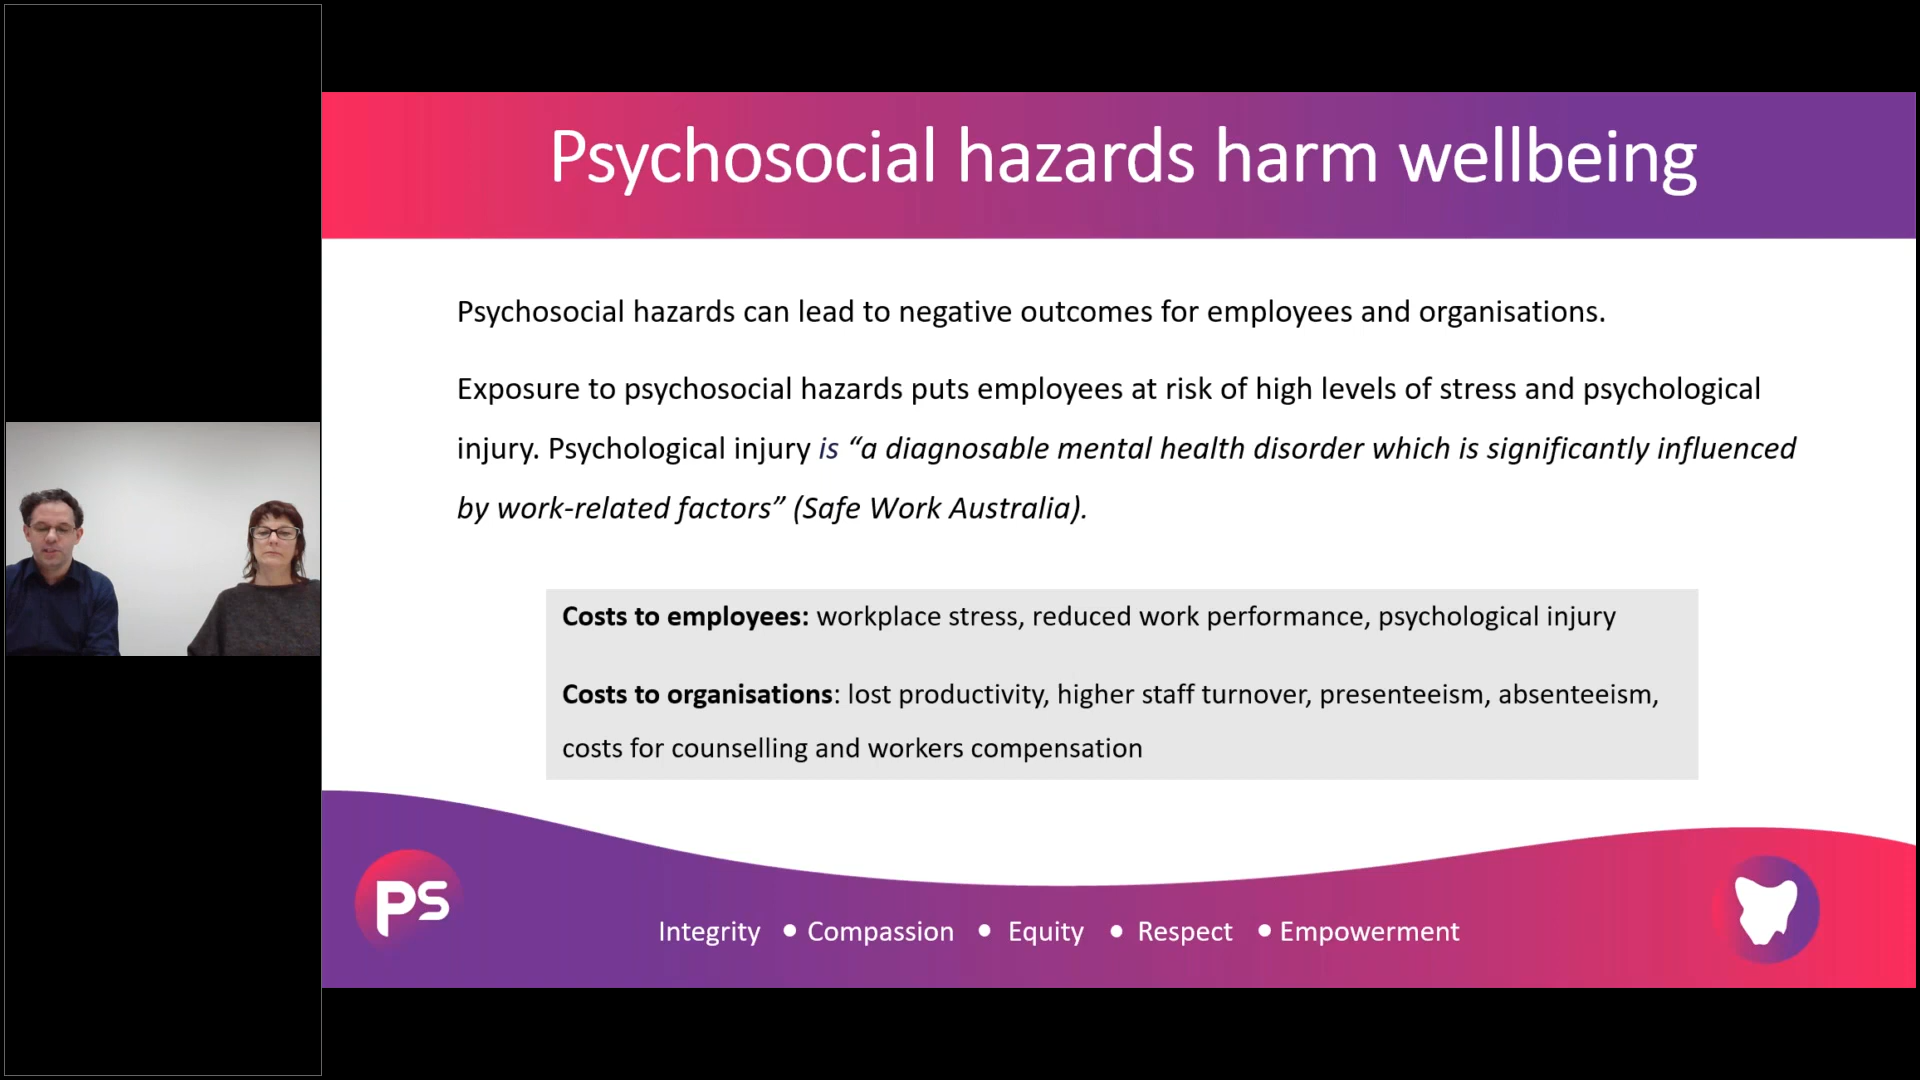 Psychosocial hazards harm wellbeing
Psychosocial hazards can lead to negative outcomes for employees and organisations.
Exposure to psychosocial hazards puts employees at risk of high levels of stress and psychological
injury. Psychological injury is “a diagnosable mental health disorder which is significantly influenced
by work-related factors” (Safe Work Australia).
Costs to employees: workplace stress, reduced work performance, psychological injury
Costs to organisations: lost productivity, higher staff turnover, presenteeism, absenteeism,
costs for counselling and workers compensation
PS
Integrity • Compassion • Equity • Respect • Empowerment